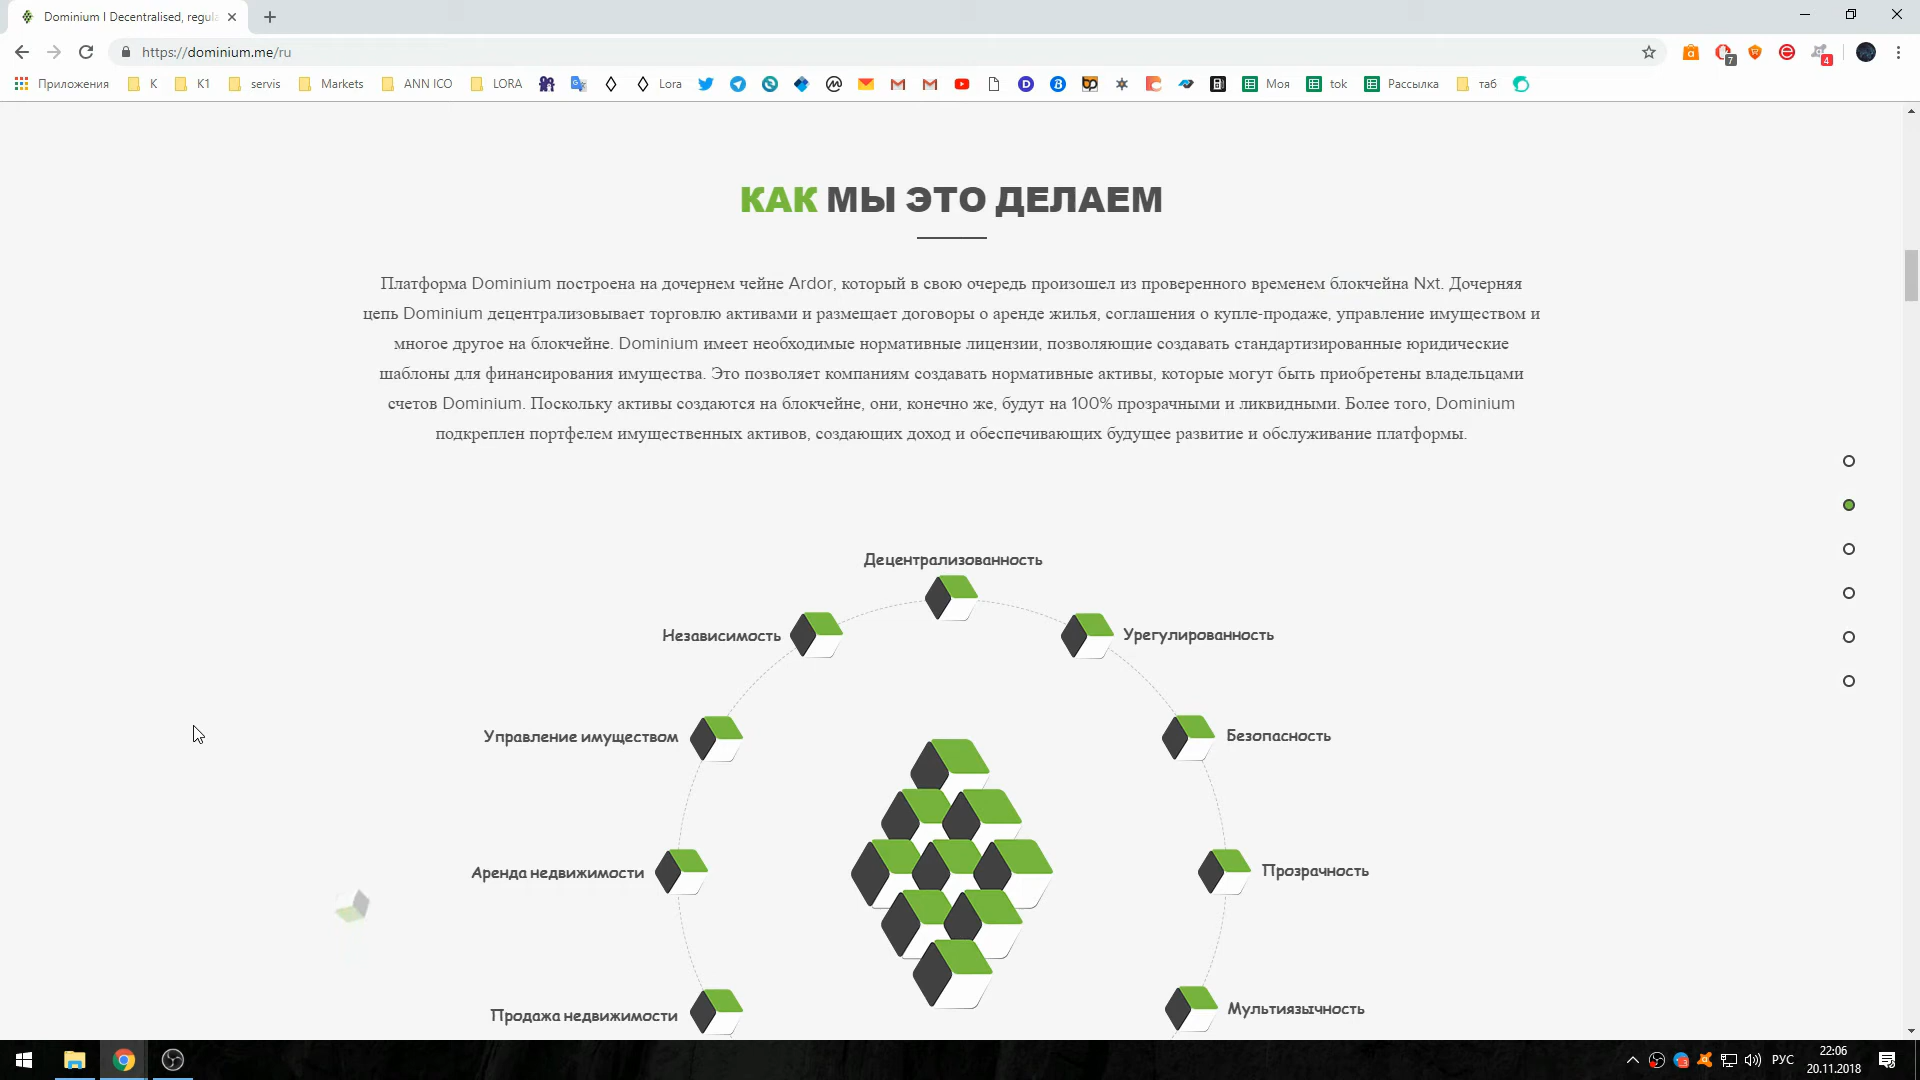 Dominium I Decentralised, regula
https://dominium.me/ru
7
4
Приложения K K1 servis Markets ANN ICO LORA Lora Моя tok Рассылка таб
КАК МЫ ЭТО ДЕЛАЕМ
Платформа Dominium построена на дочернем чейне Ardor, который в свою очередь произошел из проверенного временем блокчейна Nxt. Дочерняя
цепь Dominium децентрализовывает торговлю активами и размещает договоры о аренде жилья, соглашения о купле-продаже, управление имуществом и
многое другое на блокчейне. Dominium имеет необходимые нормативные лицензии, позволяющие создавать стандартизированные юридические
шаблоны для финансирования имущества. Это позволяет компаниям создавать нормативные активы, которые могут быть приобретены владельцами
счетов Dominium. Поскольку активы создаются на блокчейне, они, конечно же, будут на 100% прозрачными и ликвидными. Более того, Dominium
подкреплен портфелем имущественных активов, создающих доход и обеспечивающих будущее развитие и обслуживание платформы.
Децентрализованность
Независимость
Урегулированность
Управление имуществом
Безопасность
Аренда недвижимости
Прозрачность
Продажа недвижимости
Мультиязычность
РУС
22:06
20.11.2018